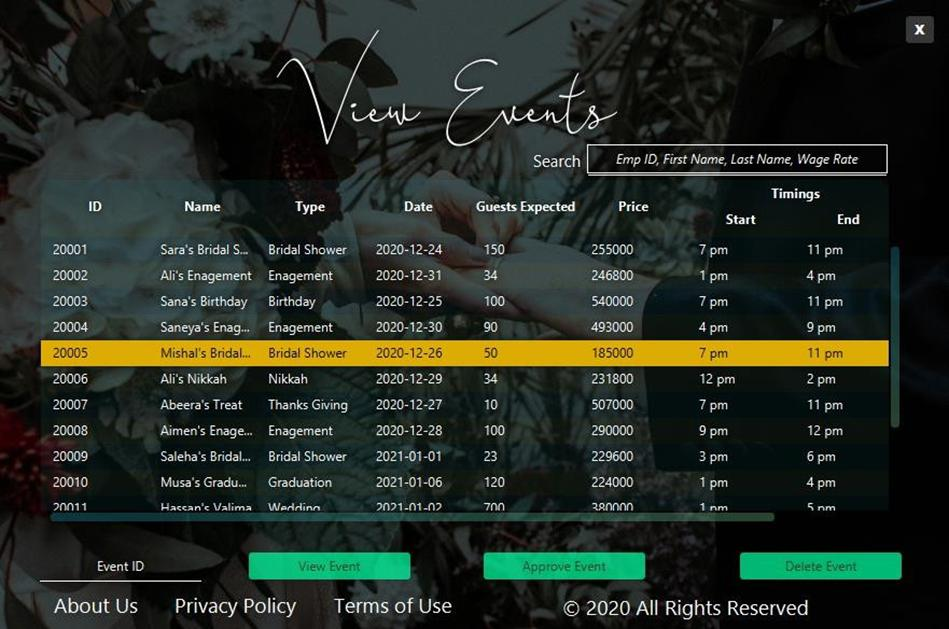 X
View Events
Search Emp ID, First Name, Last Name, Wage Rate
ID Name Type Date Guests Expected Price Timings
Start End
20001 Sara's Bridal S... Bridal Shower 2020-12-24 150 255000 7 pm 11 pm
20002 Ali's Enagement Enagement 2020-12-31 34 246800 1 pm 4 pm
20003 Sana's Birthday Birthday 2020-12-25 100 540000 7 pm 11 pm
20004 Saneya's Enag... Enagement 2020-12-30 90 493000 4 pm 9 pm
20005 Mishal's Bridal... Bridal Shower 2020-12-26 50 185000 7 pm 11 pm
20006 Ali's Nikkah Nikkah 2020-12-29 34 231800 12 pm 2 pm
20007 Abeera's Treat Thanks Giving 2020-12-27 10 507000 7 pm 11 pm
20008 Aimen's Enage... Enagement 2020-12-28 100 290000 9 pm 12 pm
20009 Saleha's Bridal... Bridal Shower 2021-01-01 23 229600 3 pm 6 pm
20010 Musa's Gradu... Graduation 2021-01-06 120 224000 1 pm 4 pm
20011 Hassan's Valima Wedding 2021-01-02 700 380000 1 pm 5 pm
Event ID View Event Approve Event Delete Event
About Us Privacy Policy Terms of Use © 2020 All Rights Reserved